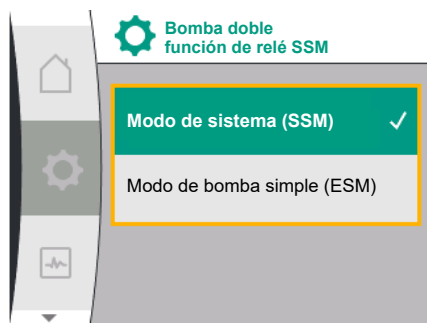 Bomba doble
función de relé SSM
Modo de sistema (SSM)
Modo de bomba simple (ESM)